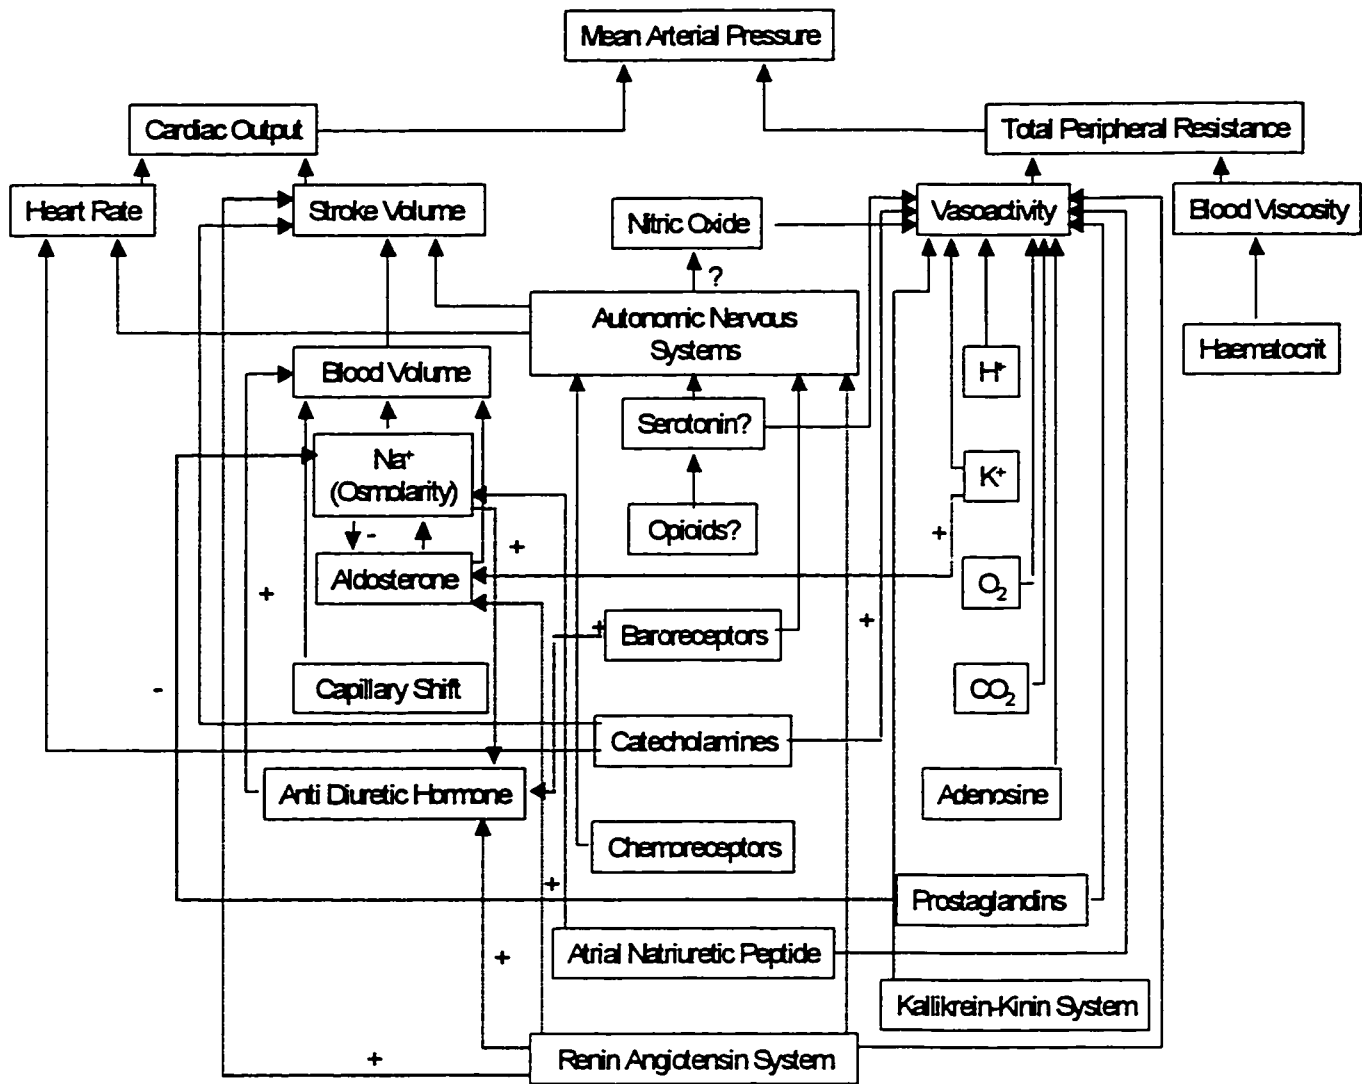 Mean Arterial Pressure
Cardiac Output
Total Peripheral Resistance
Heart Rate
Stroke Volume
Nitric Oxide
Vasoactivity
Blood Viscosity
?
Autonomic Nervous
Systems
Haematocrit
Blood Volume
H+
Serotonin?
Na+
(Osmolarity)
K+
Opioids?
-
+
+
Aldosterone
O2
+
+
Baroreceptors
+
Capillary Shift
CO2
-
Catecholamines
Anti Diuretic Hormone
Adenosine
Chemoreceptors
+
Prostaglandins
Atrial Natriuretic Peptide
+
Kallikrein-Kinin System
Renin Angiotensin System
+